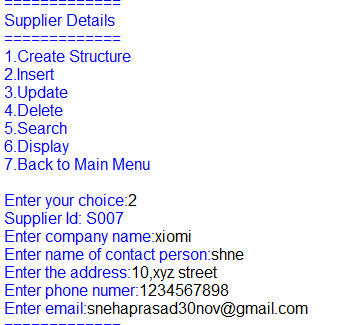 =============
Supplier Details
=============
1.Create Structure
2.Insert
3.Update
4.Delete
5.Search
6.Display
7.Back to Main Menu
Enter your choice:2
Supplier Id: S007
Enter company name:xiomi
Enter name of contact person:shne
Enter the address:10,xyz street
Enter phone numer:1234567898
Enter email:snehaprasad30nov@gmail.com
=============